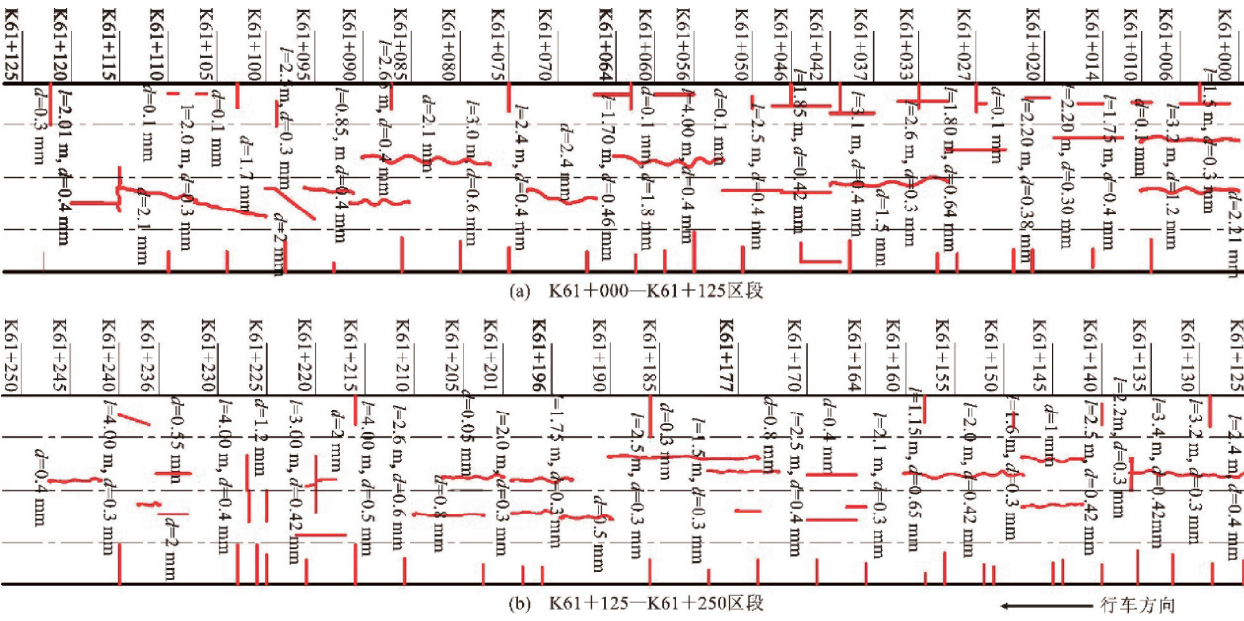 K61+125
K61+120
K61+115
K61+110
K61+105
K61+100
K61+095
K61+090
K61+085
K61+080
K61+075
K61+070
K61+064
K61+060
K61+056
K61+050
K61+046
K61+042
K61+037
K61+033
K61+027
K61+020
K61+014
K61+010
K61+006
K61+000
d=0.3 mm
l=2.01 m, d=0.4 mm
d=0.1 mm
d=2.1 mm
l=2.0 m, d=0.3 mm
d=0.1 mm
d=1.7 mm
l=2.5m, d=0.3 mm
d=2 mm
l=0.85, m d=0.4 mm
l=2.66 m, d=0.4 mm
d=2.1 mm
l=3.0 m, d=0.6 mm
l=2.4 m, d=0.4 mm
d=2.4 mm
l=1.70 m, d=0.46 mm
d=0.1 mm, d=1.8 mm
l=4.00 m, d=0.4 mm
d=0.1 mm
l=2.5 m, d=0.4 mm
l=1.85 m, d=0.42 mm
l=3.1 m, d=0.4 mm
d=1.5 mm
l=2.6 m, d=0.3 mm
l=1.80 m, d=0.64 mm
d=0.1 mm
l=2.20 m, d=0.38 mm
l=2.20 m, d=0.30 mm
l=1.75 m, d=0.4 mm
d=0.1 mm
l=3.2 m, d=1.2 mm
l=1.5 m, d=0.3 mm
d=2.21 mm
(a) K61+000—K61+125区段
K61+250
K61+245
K61+240
K61+236
K61+230
K61+225
K61+220
K61+215
K61+210
K61+205
K61+201
K61+196
K61+190
K61+185
K61+177
K61+170
K61+164
K61+160
K61+155
K61+150
K61+145
K61+140
K61+135
K61+130
K61+125
d=0.4 mm
l=4.00 m, d=0.3 mm
d=0.55 mm
d=2 mm
l=4.00 m, d=0.4 mm
d=1.2 mm
l=3.00 m, d=0.42 mm
d=2 mm
l=4.00 m, d=0.5 mm
l=2.6 m, d=0.6 mm
d=0.05 mm
l=0.8 mm
l=2.0 m, d=0.3 mm
l=1.75 m, d=0.3 mm
d=0.5 mm
l=2.5 m, d=0.3 mm
d=0.3 mm
l=1.5 m, d=0.3 mm
d=0.8 mm
l=2.5 m, d=0.4 mm
d=0.4 mm
l=2.1 m, d=0.3 mm
l=1.15m, d=0.65 mm
l=2.0 m, d=0.42 mm
l=1.6 m, d=0.3 mm
d=1 mm
l=2.5 m, d=0.42 mm
l=2.2m, d=0.3 mm
l=3.4 m, d=0.42mm
l=3.2 m, d=0.3 mm
l=2.4 m, d=0.4 mm
(b) K61+125—K61+250区段
行车方向